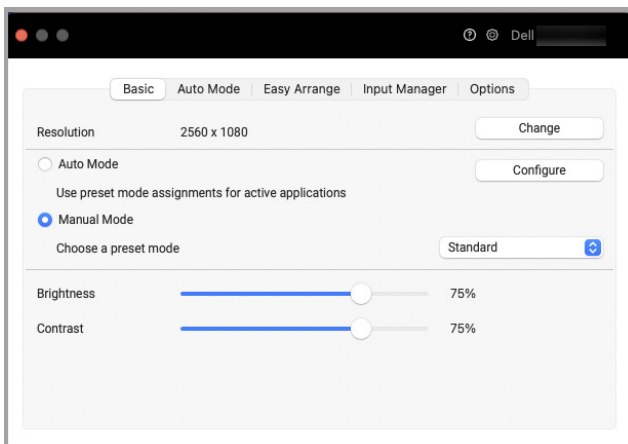 Dell
Basic Auto Mode Easy Arrange Input Manager Options
Resolution 2560 x 1080 Change
Auto Mode Configure
Use preset mode assignments for active applications
Manual Mode
Choose a preset mode Standard
Brightness 75%
Contrast 75%